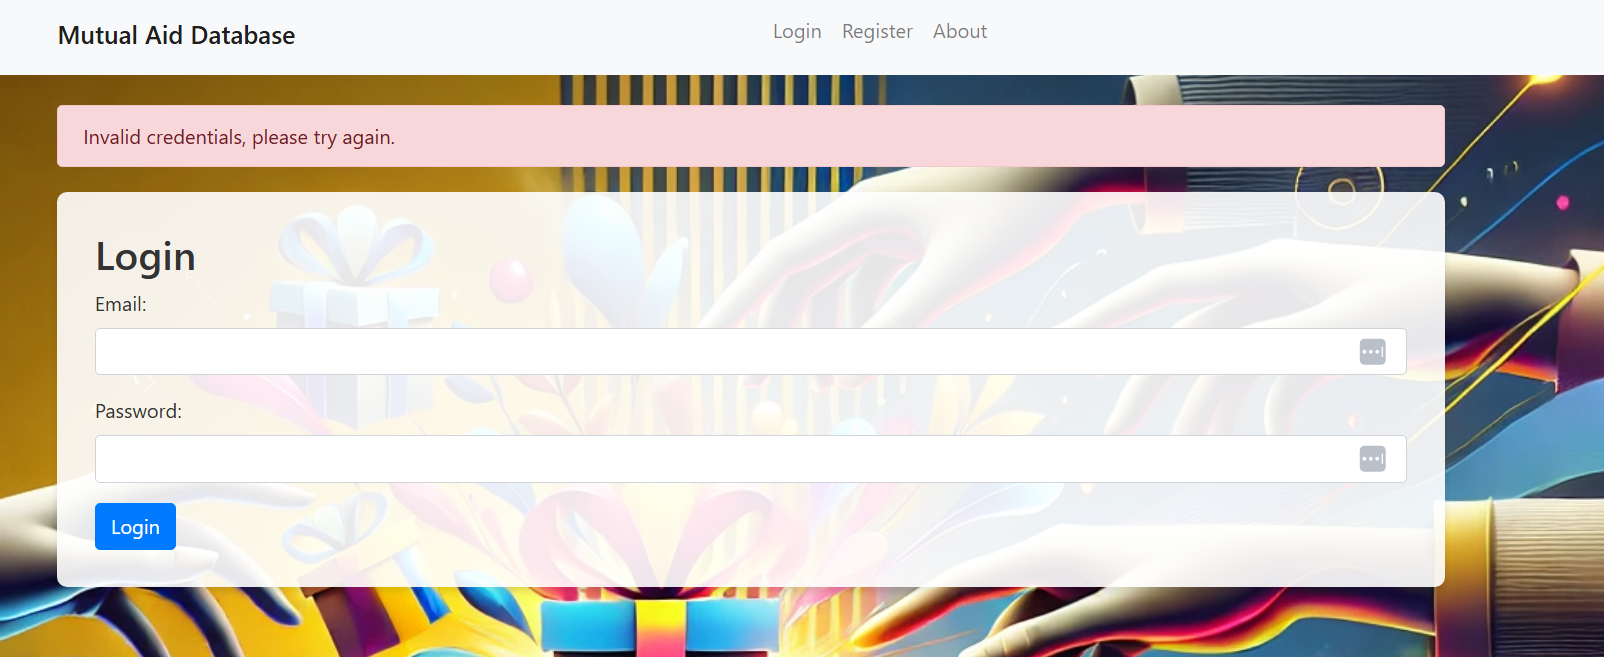 Mutual Aid Database
Login Register About
Invalid credentials, please try again.
Login
Email:
Password:
Login